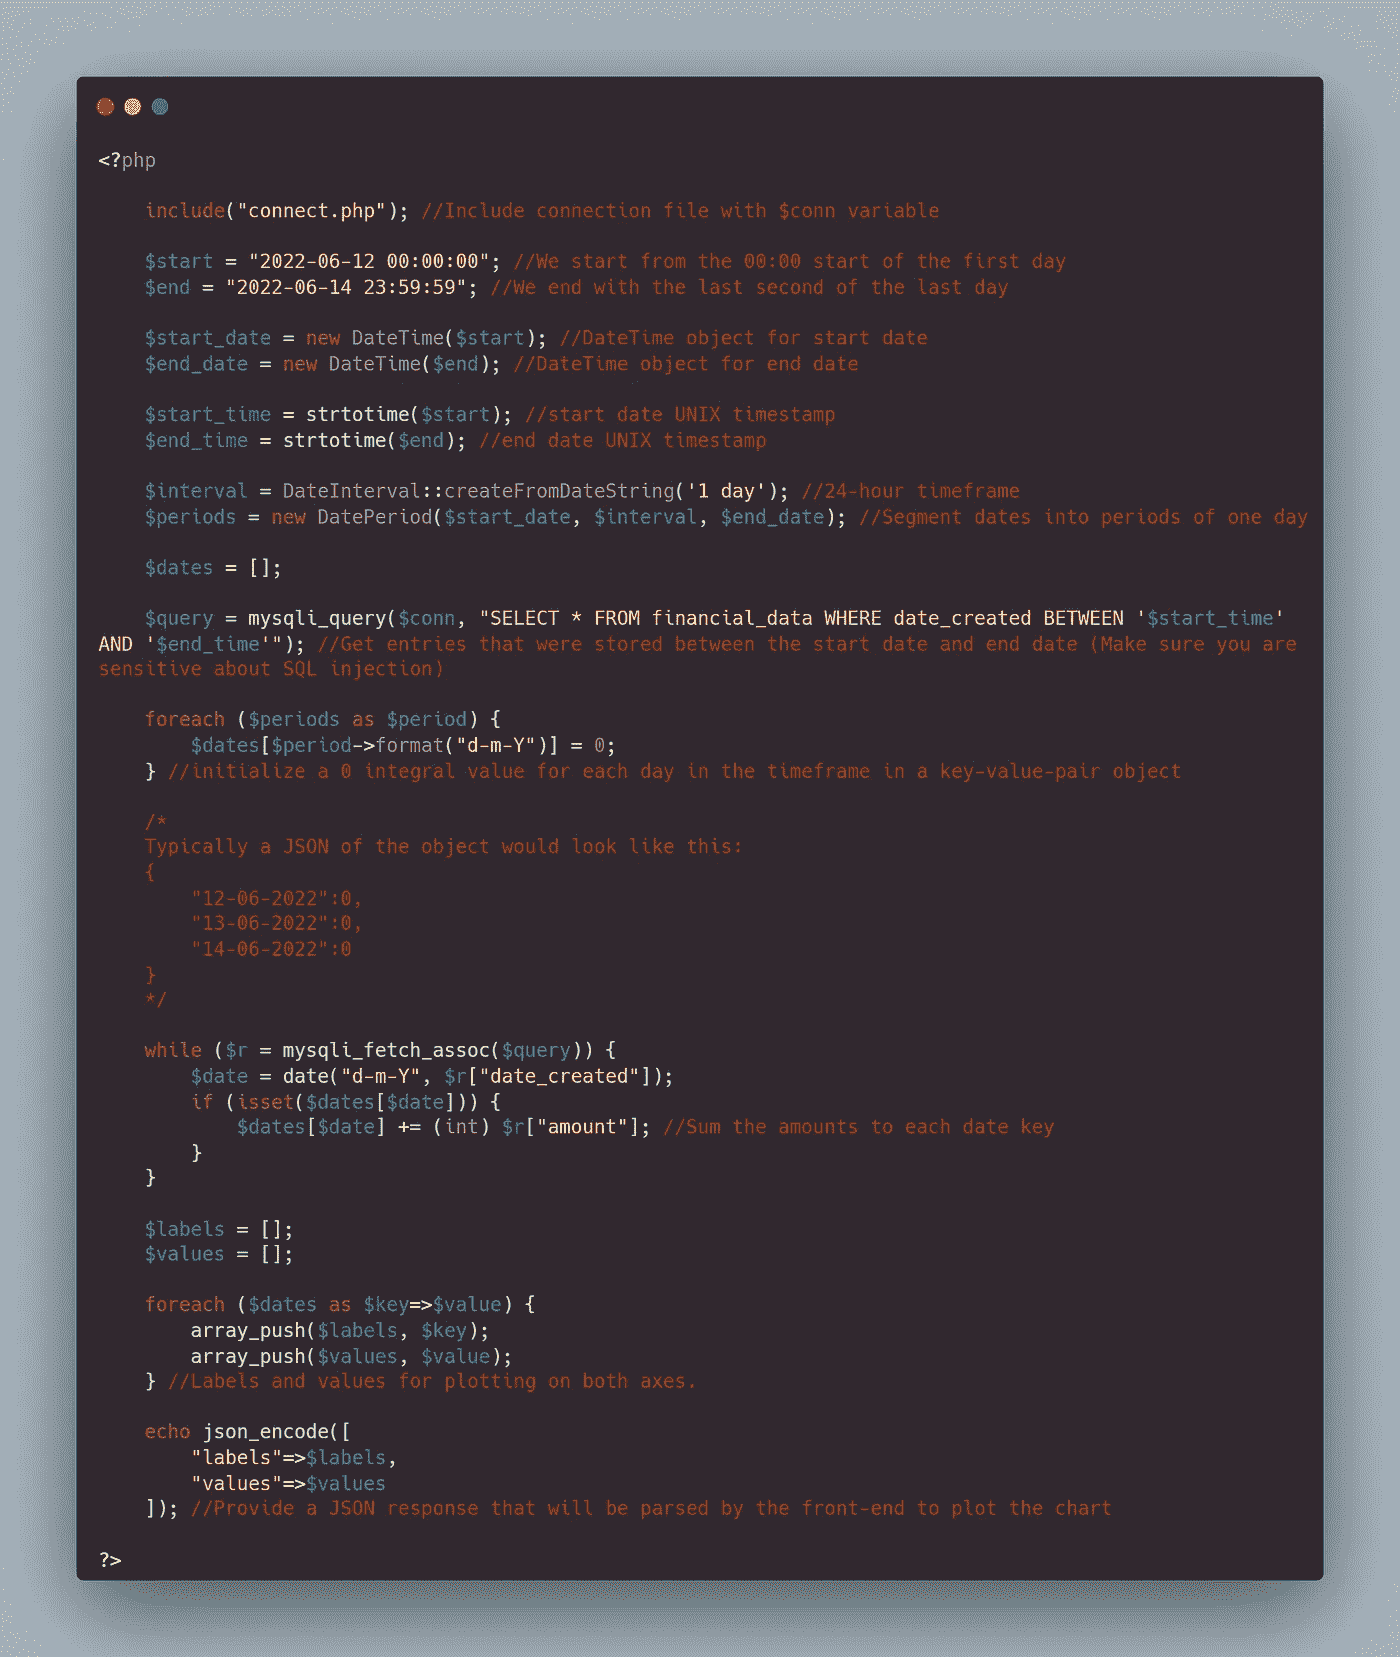 <?php
include("connect.php"); //Include connection file with $conn variable
$start = "2022-06-12 00:00:00"; //We start from the 00:00 start of the first day
$end = "2022-06-14 23:59:59"; //We end with the last second of the last day
$start_date = new DateTime($start); //DateTime object for start date
$end_date = new DateTime($end); //DateTime object for end date
$start_time = strtotime($start); //start date UNIX timestamp
$end_time = strtotime($end); //end date UNIX timestamp
$interval = DateInterval::createFromDateString('1 day'); //24-hour timeframe
$periods = new DatePeriod($start_date, $interval, $end_date); //Segment dates into periods of one day
$dates = [];
$query = mysqli_query($conn, "SELECT * FROM financial_data WHERE date_created BETWEEN '$start_time'
AND '$end_time'"); //Get entries that were stored between the start date and end date (Make sure you are
sensitive about SQL injection)
foreach ($periods as $period) {
$dates[$period->format("d-m-Y")] = 0;
} //initialize a 0 integral value for each day in the timeframe in a key-value-pair object
/*
Typically a JSON of the object would look like this:
{
"12-06-2022":0,
"13-06-2022":0,
"14-06-2022":0
}
*/
while ($r = mysqli_fetch_assoc($query)) {
$date = date("d-m-Y", $r["date_created"]);
if (isset($dates[$date])) {
$dates[$date] += (int) $r["amount"]; //Sum the amounts to each date key
}
}
$labels = [];
$values = [];
foreach ($dates as $key=>$value) {
array_push($labels, $key);
array_push($values, $value);
} //Labels and values for plotting on both axes.
echo json_encode([
"labels"=>$labels,
"values"=>$values
]); //Provide a JSON response that will be parsed by the front-end to plot the chart
?>